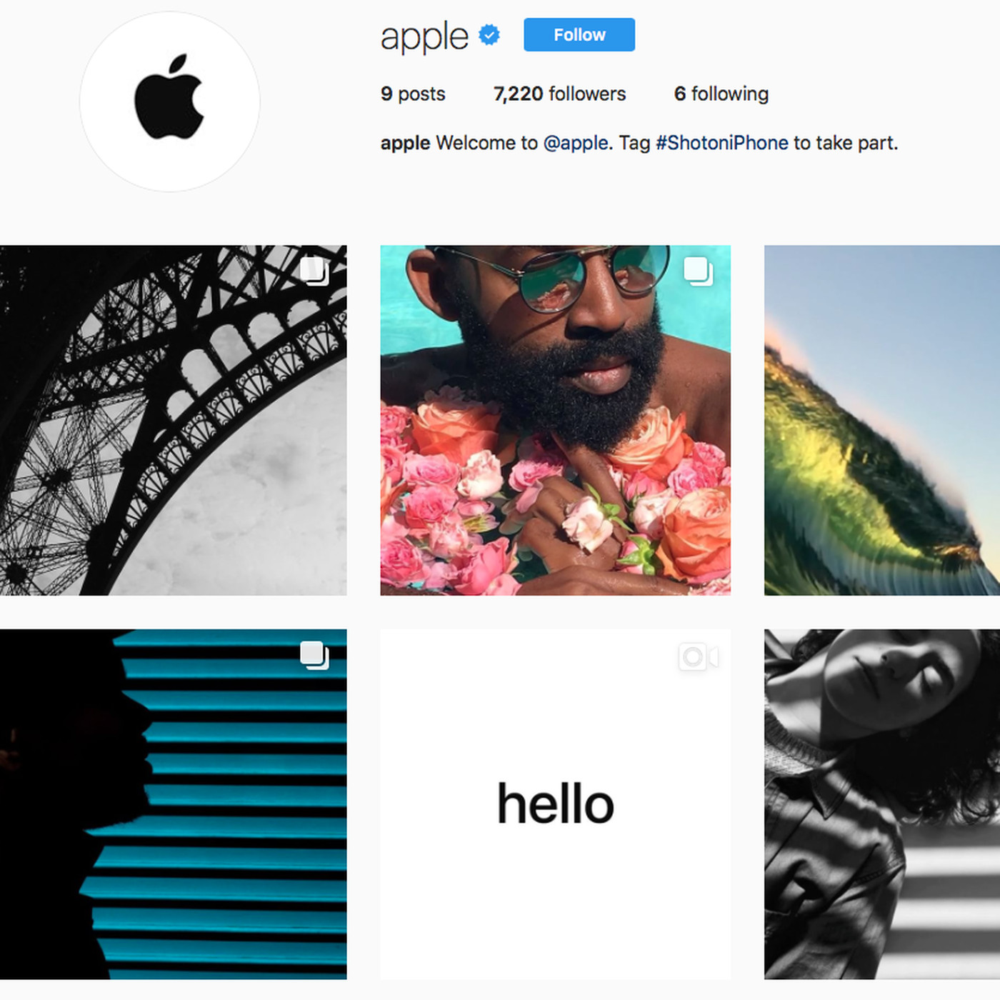 apple Follow
9 posts 7,220 followers 6 following
apple Welcome to @apple. Tag #ShotoniPhone to take part.
hello